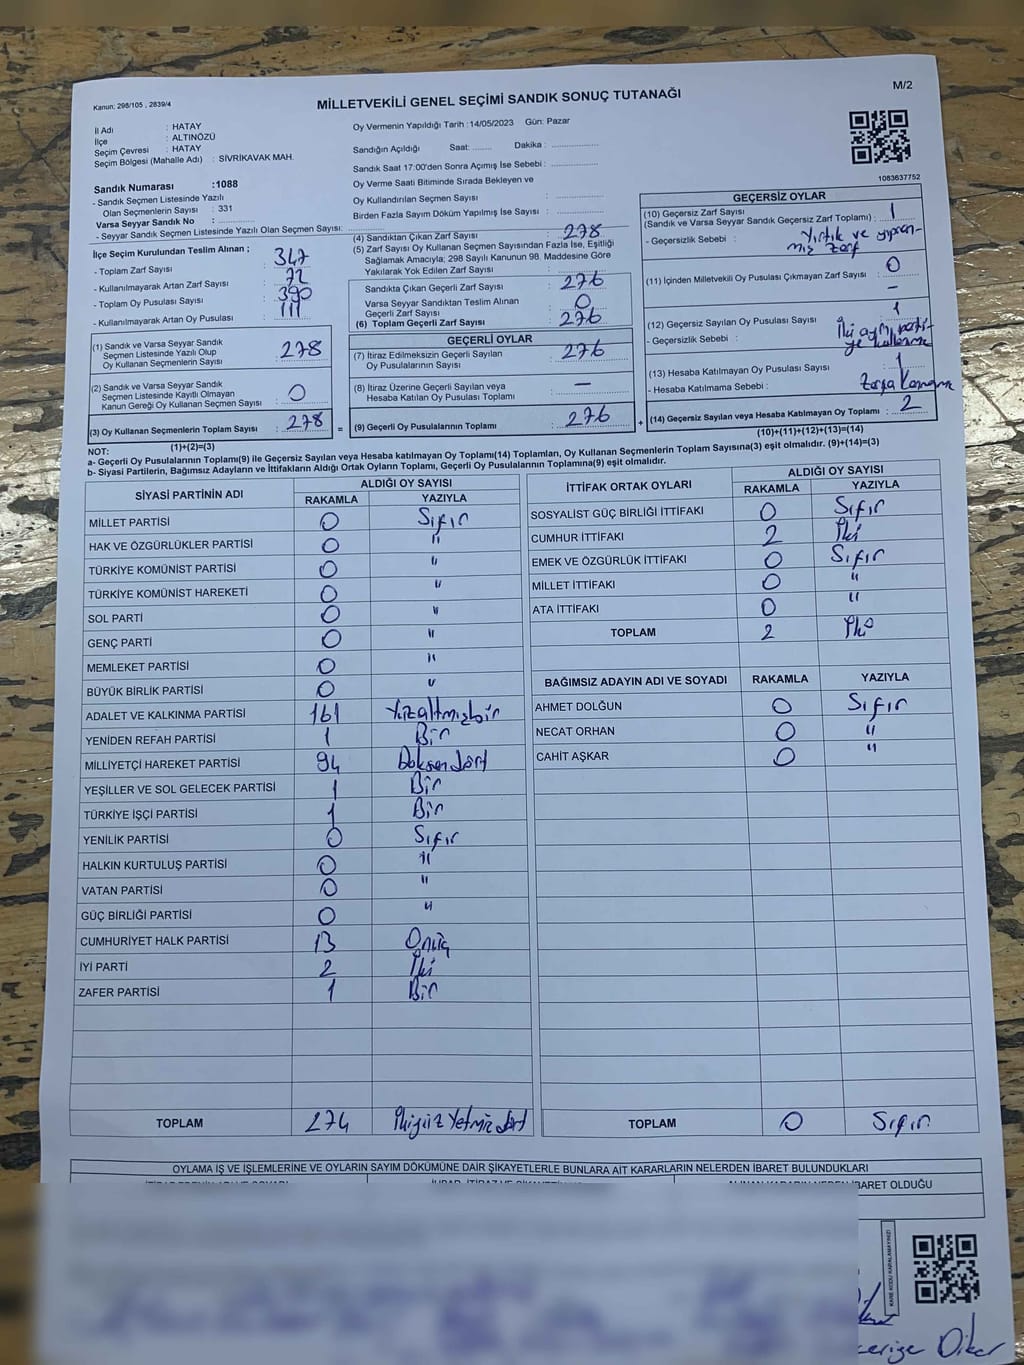 Kanun: 298/105 , 2839/4
MİLLETVEKİLİ GENEL SEÇİMİ SANDIK SONUÇ TUTANAĞI
M/2
İl Adı : HATAY
İlçe : ALTINÖZÜ
Seçim Çevresi : HATAY
Seçim Bölgesi (Mahalle Adı) : SİVRİKAVAK MAH.
Sandık Numarası :1088
- Sandık Seçmen Listesinde Yazılı
Olan Seçmenlerin Sayısı : 331
Varsa Seyyar Sandık No :
- Seyyar Sandık Seçmen Listesinde Yazılı Olan Seçmen Sayısı:
Oy Vermenin Yapıldığı Tarih :14/05/2023 Gün: Pazar
Sandığın Açıldığı Saat: ........ Dakika :
Sandık Saat 17:00'den Sonra Açımış İse Sebebi :
Oy Verme Saati Bitiminde Sırada Bekleyen ve
Oy Kullandırılan Seçmen Sayısı :
Birden Fazla Sayım Döküm Yapılmış İse Sayısı :
1083637752
İlçe Seçim Kurulundan Teslim Alınan ;
- Toplam Zarf Sayısı : 347
- Kullanılmayarak Artan Zarf Sayısı : 72
- Toplam Oy Pusulası Sayısı : 390
- Kullanılmayarak Artan Oy Pusulası : 111
(1) Sandık ve Varsa Seyyar Sandık
Seçmen Listesinde Yazılı Olup
Oy Kullanan Seçmenlerin Sayısı : 278
(2) Sandık ve Varsa Seyyar Sandık
Seçmen Listesinde Kayıtlı Olmayan
Kanun Gereği Oy Kullanan Seçmen Sayısı : 0
(3) Oy Kullanan Seçmenlerin Toplam Sayısı : 278
(4) Sandıktan Çıkan Zarf Sayısı : 278
(5) Zarf Sayısı Oy Kullanan Seçmen Sayısından Fazla İse, Eşitliği
Sağlamak Amacıyla; 298 Sayılı Kanunun 98. Maddesine Göre
Yakılarak Yok Edilen Zarf Sayısı :
Sandıkta Çıkan Geçerli Zarf Sayısı : 276
Varsa Seyyar Sandıktan Teslim Alınan
Geçerli Zarf Sayısı : 0
(6) Toplam Geçerli Zarf Sayısı : 276
GEÇERLİ OYLAR
(7) İtiraz Edilmeksizin Geçerli Sayılan
Oy Pusulalarının Sayısı : 276
(8) İtiraz Üzerine Geçerli Sayılan veya
Hesaba Katılan Oy Pusulası Toplamı : —
= (9) Geçerli Oy Pusulalarının Toplamı : 276
GEÇERSİZ OYLAR
(10) Geçersiz Zarf Sayısı
(Sandık ve Varsa Seyyar Sandık Geçersiz Zarf Toplamı) : 1
- Geçersizlik Sebebi : Yırtık ve
zarf
(11) İçinden Milletvekili Oy Pusulası Çıkmayan Zarf Sayısı : 0
–
(12) Geçersiz Sayılan Oy Pusulası Sayısı : 1
- Geçersizlik Sebebi : İki ayrı parti-
ye kullanma
(13) Hesaba Katılmayan Oy Pusulası Sayısı : 1
- Hesaba Katılmama Sebebi :
+ (14) Geçersiz Sayılan veya Hesaba Katılmayan Oy Toplamı : 2
NOT: (1)+(2)=(3) (10)+(11)+(12)+(13)=(14)
a- Geçerli Oy Pusulalarının Toplamı(9) ile Geçersiz Sayılan veya Hesaba katılmayan Oy Toplamı(14) Toplamları, Oy Kullanan Seçmenlerin Toplam Sayısına(3) eşit olmalıdır. (9)+(14)=(3)
b- Siyasi Partilerin, Bağımsız Adayların ve İttifakların Aldığı Ortak Oyların Toplamı, Geçerli Oy Pusulalarının Toplamına(9) eşit olmalıdır.
SİYASİ PARTİNİN ADI ALDIĞI OY SAYISI
RAKAMLA YAZIYLA
MİLLET PARTİSİ 0 Sıfır
HAK VE ÖZGÜRLÜKLER PARTİSİ 0 "
TÜRKİYE KOMÜNİST PARTİSİ 0 "
TÜRKİYE KOMÜNİST HAREKETİ 0 "
SOL PARTİ 0 "
GENÇ PARTİ 0 "
MEMLEKET PARTİSİ 0 "
BÜYÜK BİRLİK PARTİSİ 0 "
ADALET VE KALKINMA PARTİSİ 161 Yüzaltmışbir
YENİDEN REFAH PARTİSİ 1 Bir
MİLLİYETÇİ HAREKET PARTİSİ 94 Doksandört
YEŞİLLER VE SOL GELECEK PARTİSİ 1 Bir
TÜRKİYE İŞÇİ PARTİSİ 1 Bir
YENİLİK PARTİSİ 0 Sıfır
HALKIN KURTULUŞ PARTİSİ 0 "
VATAN PARTİSİ 0 "
GÜÇ BİRLİĞİ PARTİSİ 0 "
CUMHURİYET HALK PARTİSİ 13 Onüç
İYİ PARTİ 2 İki
ZAFER PARTİSİ 1 Bir
TOPLAM 274 İkiyüz Yetmiş dört
İTTİFAK ORTAK OYLARI ALDIĞI OY SAYISI
RAKAMLA YAZIYLA
SOSYALİST GÜÇ BİRLİĞİ İTTİFAKI 0 Sıfır
CUMHUR İTTİFAKI 2 İki
EMEK VE ÖZGÜRLÜK İTTİFAKI 0 Sıfır
MİLLET İTTİFAKI 0 "
ATA İTTİFAKI 0 "
TOPLAM 2 İki
BAĞIMSIZ ADAYIN ADI VE SOYADI RAKAMLA YAZIYLA
AHMET DOLĞUN 0 Sıfır
NECAT ORHAN 0 "
CAHİT AŞKAR 0 "
TOPLAM 0 Sıfır
OYLAMA İŞ VE İŞLEMLERİNE VE OYLARIN SAYIM DÖKÜMÜNE DAİR ŞİKAYETLERLE BUNLARA AİT KARARLARIN NELERDEN İBARET BULUNDUKLARI
ALINAN KARARIN NEDEN İBARET OLDUĞU
KARE KODU KARALAMAYINIZ!